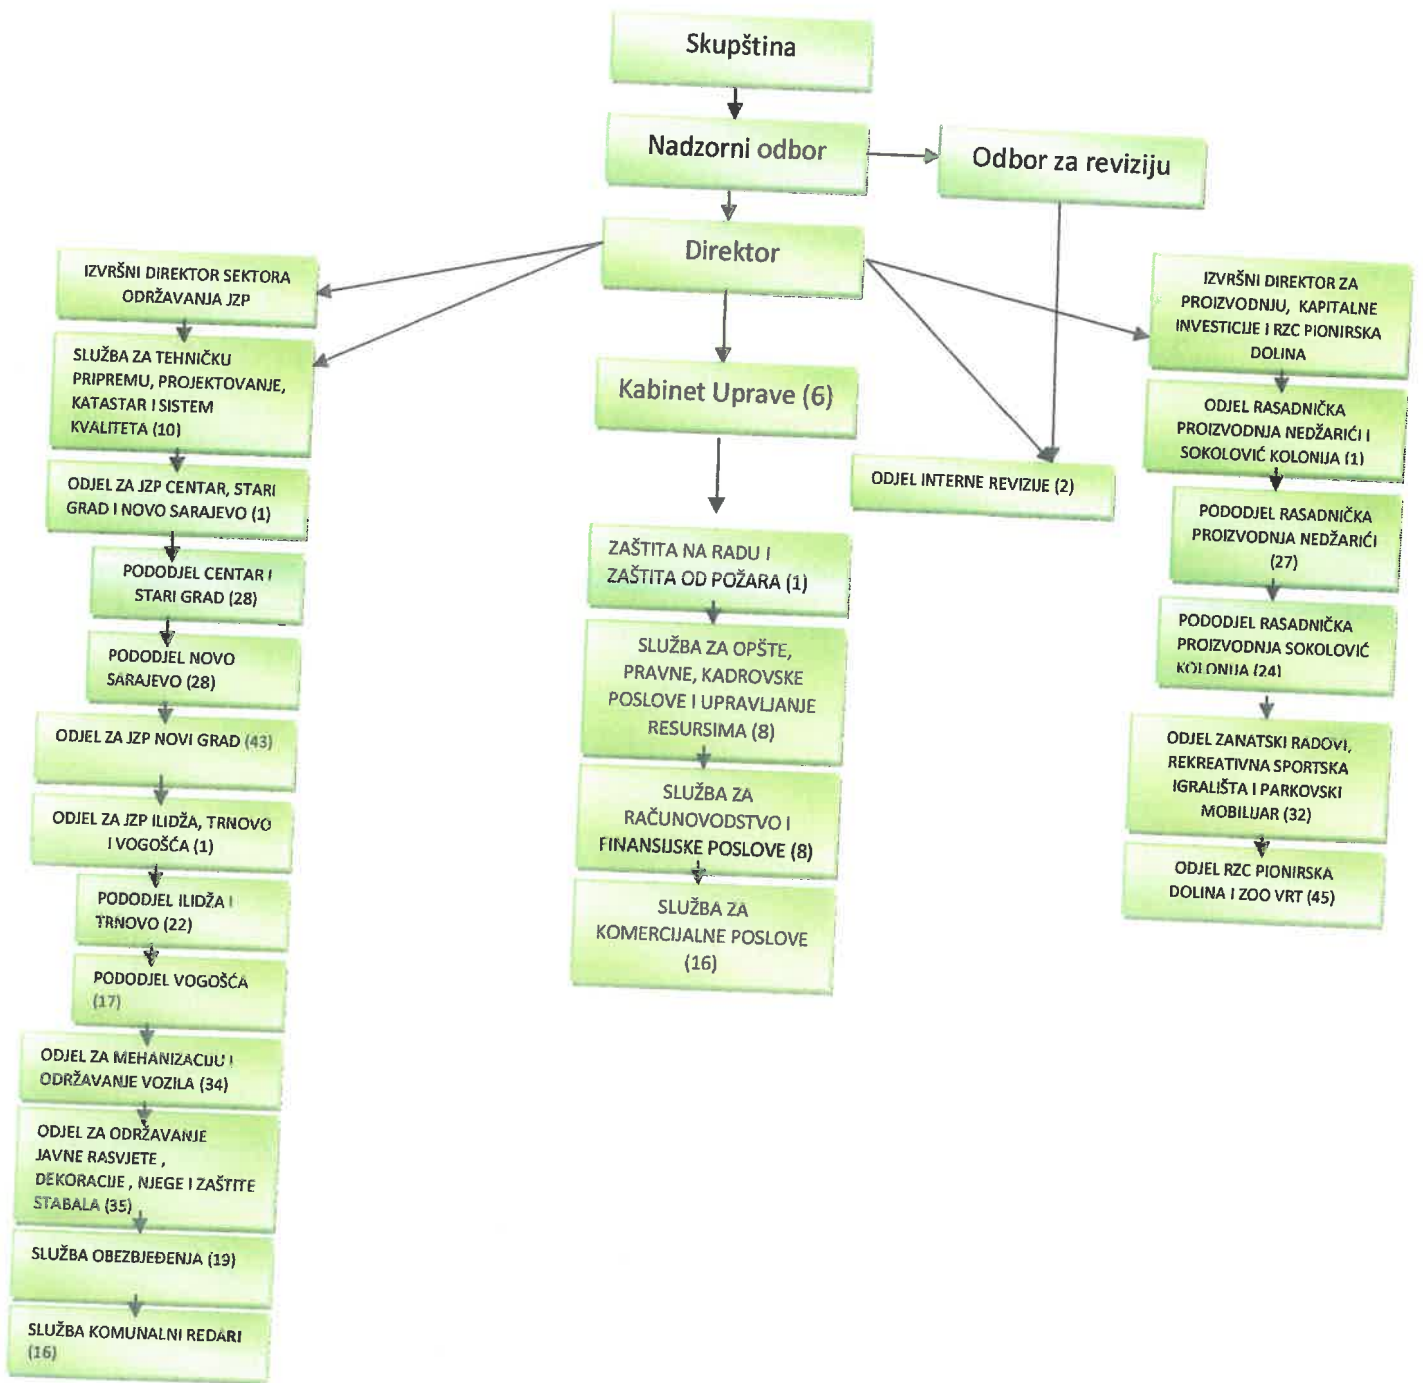 Skupština
Nadzorni odbor
Odbor za reviziju
Direktor
IZVRŠNI DIREKTOR SEKTORA
ODRŽAVANJA JZP
SLUŽBA ZA TEHNIČKU
PRIPREMU, PROJEKTOVANJE,
KATASTAR I SISTEM
KVALITETA (10)
ODJEL ZA JZP CENTAR, STARI
GRAD I NOVO SARAJEVO (1)
PODODJEL CENTAR I
STARI GRAD (28)
PODODJEL NOVO
SARAJEVO (28)
ODJEL ZA JZP NOVI GRAD (43)
ODJEL ZA JZP ILIDŽA, TRNOVO
I VOGOŠĆA (1)
PODODJEL ILIDŽA I
TRNOVO (22)
PODODJEL VOGOŠĆA
(17)
ODJEL ZA MEHANIZACIJU I
ODRŽAVANJE VOZILA (34)
ODJEL ZA ODRŽAVANJE
JAVNE RASVJETE ,
DEKORACIJE , NJEGE I ZAŠTITE
STABALA (35)
SLUŽBA OBEZBJEĐENJA (19)
SLUŽBA KOMUNALNI REDARI
(16)
Kabinet Uprave (6)
ZAŠTITA NA RADU I
ZAŠTITA OD POŽARA (1)
SLUŽBA ZA OPŠTE,
PRAVNE, KADROVSKE
POSLOVE I UPRAVLJANJE
RESURSIMA (8)
SLUŽBA ZA
RAČUNOVODSTVO I
FINANSIJSKE POSLOVE (8)
SLUŽBA ZA
KOMERCIJALNE POSLOVE
(16)
ODJEL INTERNE REVIZIJE (2)
IZVRŠNI DIREKTOR ZA
PROIZVODNJU, KAPITALNE
INVESTICIJE I RZC PIONIRSKA
DOLINA
ODJEL RASADNIČKA
PROIZVODNJA NEDŽARIĆI I
SOKOLOVIĆ KOLONIJA (1)
PODODJEL RASADNIČKA
PROIZVODNJA NEDŽARIĆI
(27)
PODODJEL RASADNIČKA
PROIZVODNJA SOKOLOVIĆ
KOLONIJA (24)
ODJEL ZANATSKI RADOVI,
REKREATIVNA SPORTSKA
IGRALIŠTA I PARKOVSKI
MOBILIJAR (32)
ODJEL RZC PIONIRSKA
DOLINA I ZOO VRT (45)